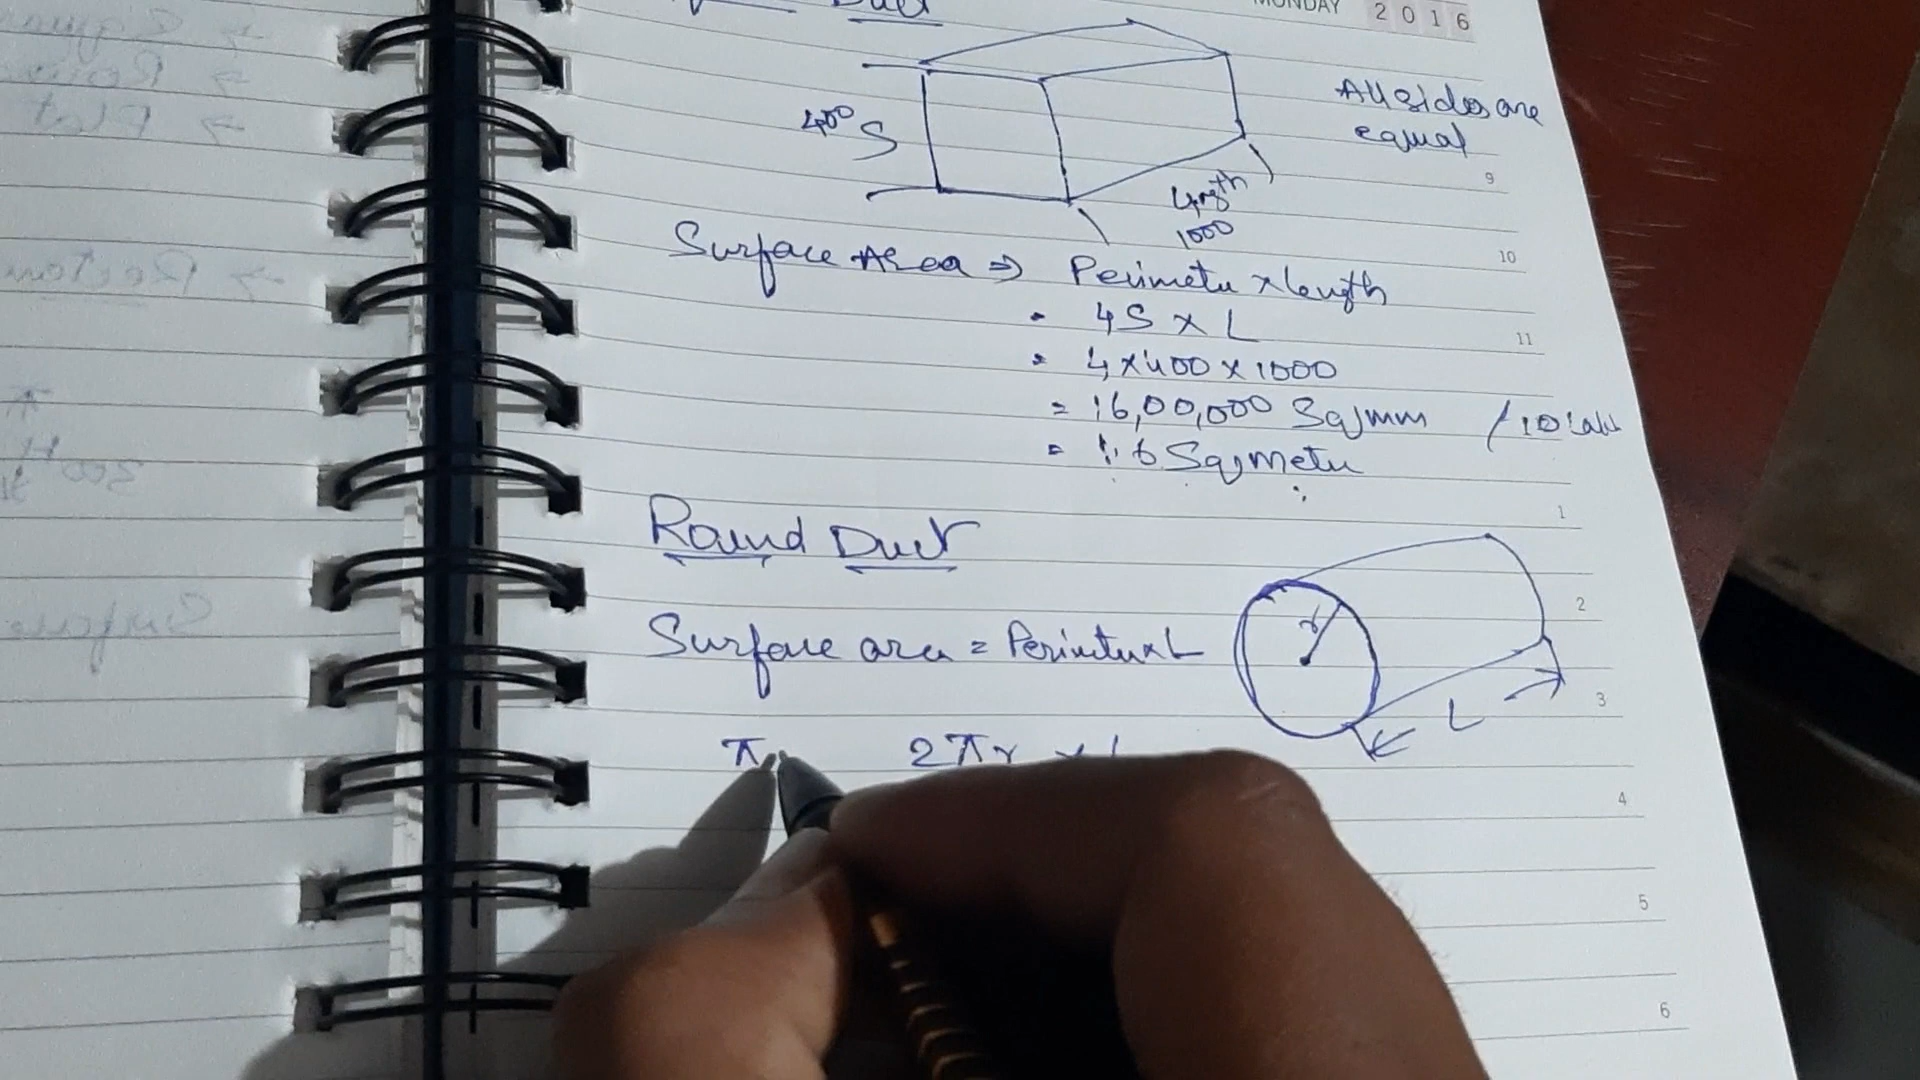 Duct
MONDAY 2016
All sides are
equal
400
S
9
Length
1000
Surface Area ⇒ Perimeter x length
10
= 4S x L
11
= 4 x 400 x 1000
= 16,00,000 Sq,mm
= 1.6 Sq,meter
1
Round Duct
2
r
Surface area = Perimeter x L
3
L
π 2πr x L
4
5
6